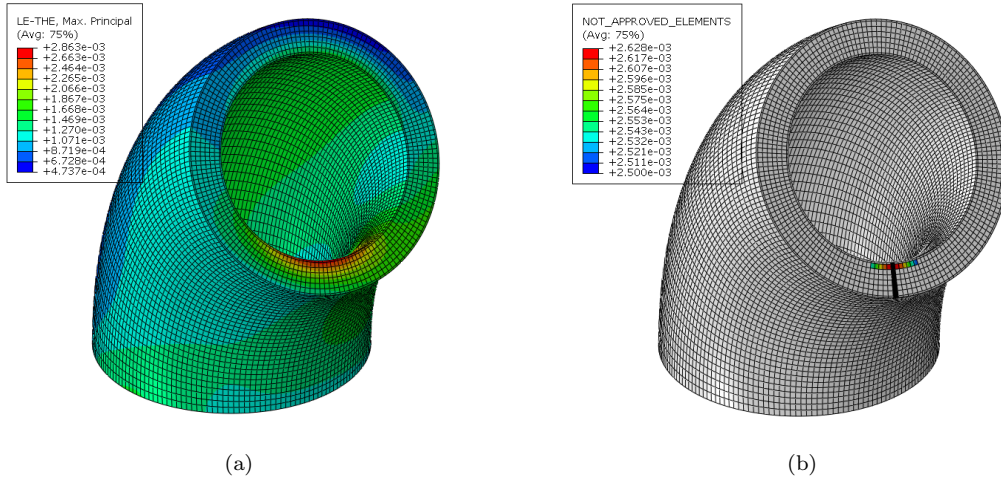 LE-THE, Max. Principal
(Avg: 75%)
+2.863e-03
+2.663e-03
+2.464e-03
+2.265e-03
+2.066e-03
+1.867e-03
+1.668e-03
+1.469e-03
+1.270e-03
+1.071e-03
+8.719e-04
+6.728e-04
+4.737e-04
NOT_APPROVED_ELEMENTS
(Avg: 75%)
+2.628e-03
+2.617e-03
+2.607e-03
+2.596e-03
+2.585e-03
+2.575e-03
+2.564e-03
+2.553e-03
+2.543e-03
+2.532e-03
+2.521e-03
+2.511e-03
+2.500e-03
(a)
(b)